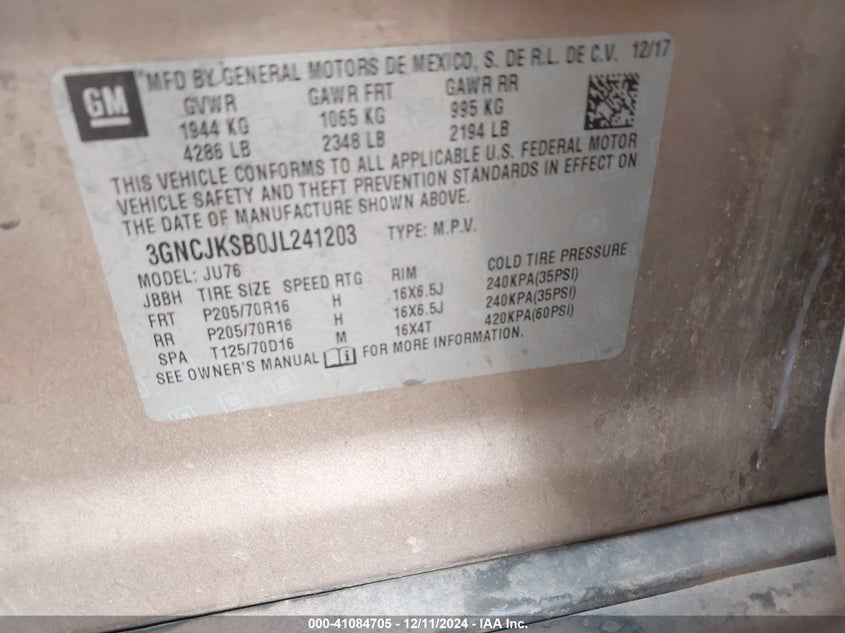 GM
MFD BY GENERAL MOTORS DE MEXICO, S. DE R.L. DE C.V. 12/17
GVWR GAWR FRT GAWR RR
1944 KG 1065 KG 995 KG
4286 LB 2348 LB 2194 LB
THIS VEHICLE CONFORMS TO ALL APPLICABLE U.S. FEDERAL MOTOR
VEHICLE SAFETY AND THEFT PREVENTION STANDARDS IN EFFECT ON
THE DATE OF MANUFACTURE SHOWN ABOVE.
3GNCJKSB0JL241203 TYPE: M.P.V.
MODEL: JU76
JBBH TIRE SIZE SPEED RTG RIM COLD TIRE PRESSURE
FRT P205/70R16 H 16X6.5J 240KPA(35PSI)
RR P205/70R16 H 16X6.5J 240KPA(35PSI)
SPA T125/70D16 M 16X4T 420KPA(60PSI)
SEE OWNER'S MANUAL FOR MORE INFORMATION.
000-41084705 - 12/11/2024 - IAA Inc.